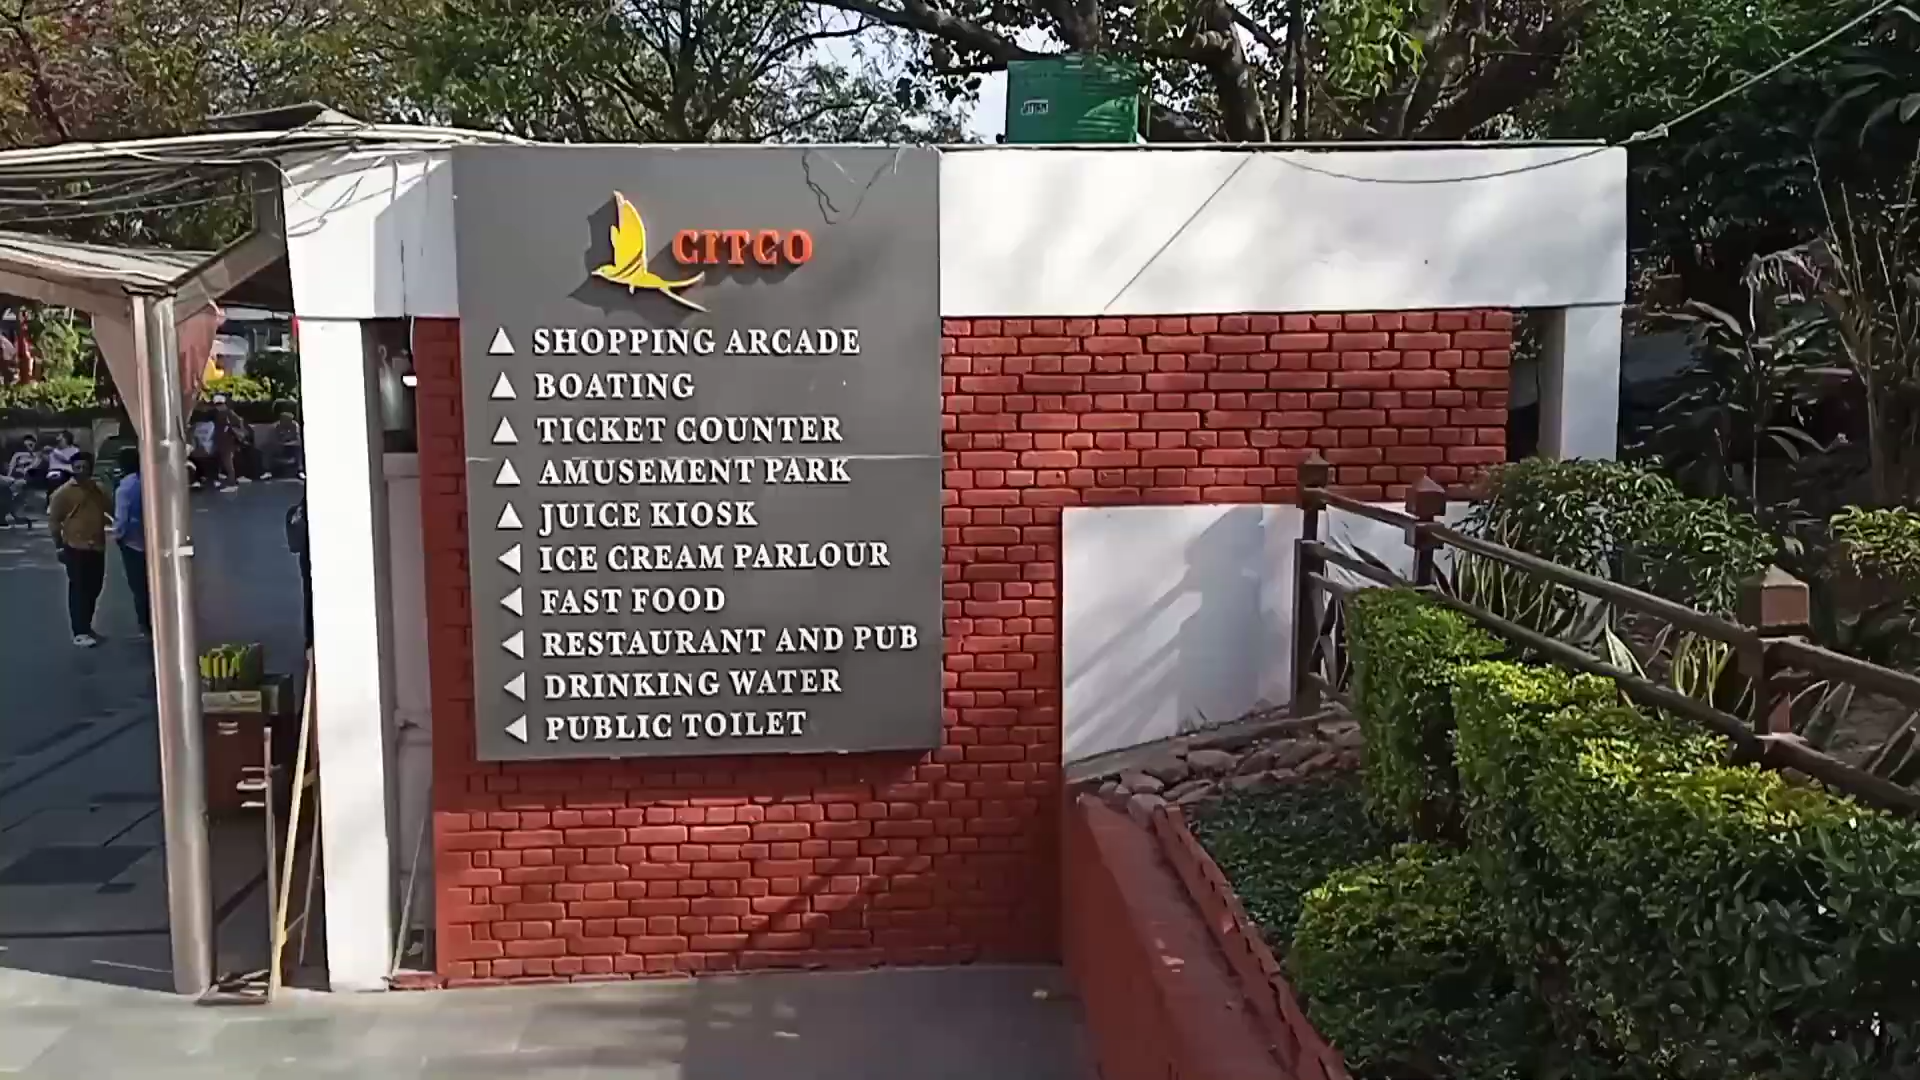 CITCO
▲ SHOPPING ARCADE
▲ BOATING
▲ TICKET COUNTER
▲ AMUSEMENT PARK
▲ JUICE KIOSK
◀ ICE CREAM PARLOUR
◀ FAST FOOD
◀ RESTAURANT AND PUB
◀ DRINKING WATER
◀ PUBLIC TOILET